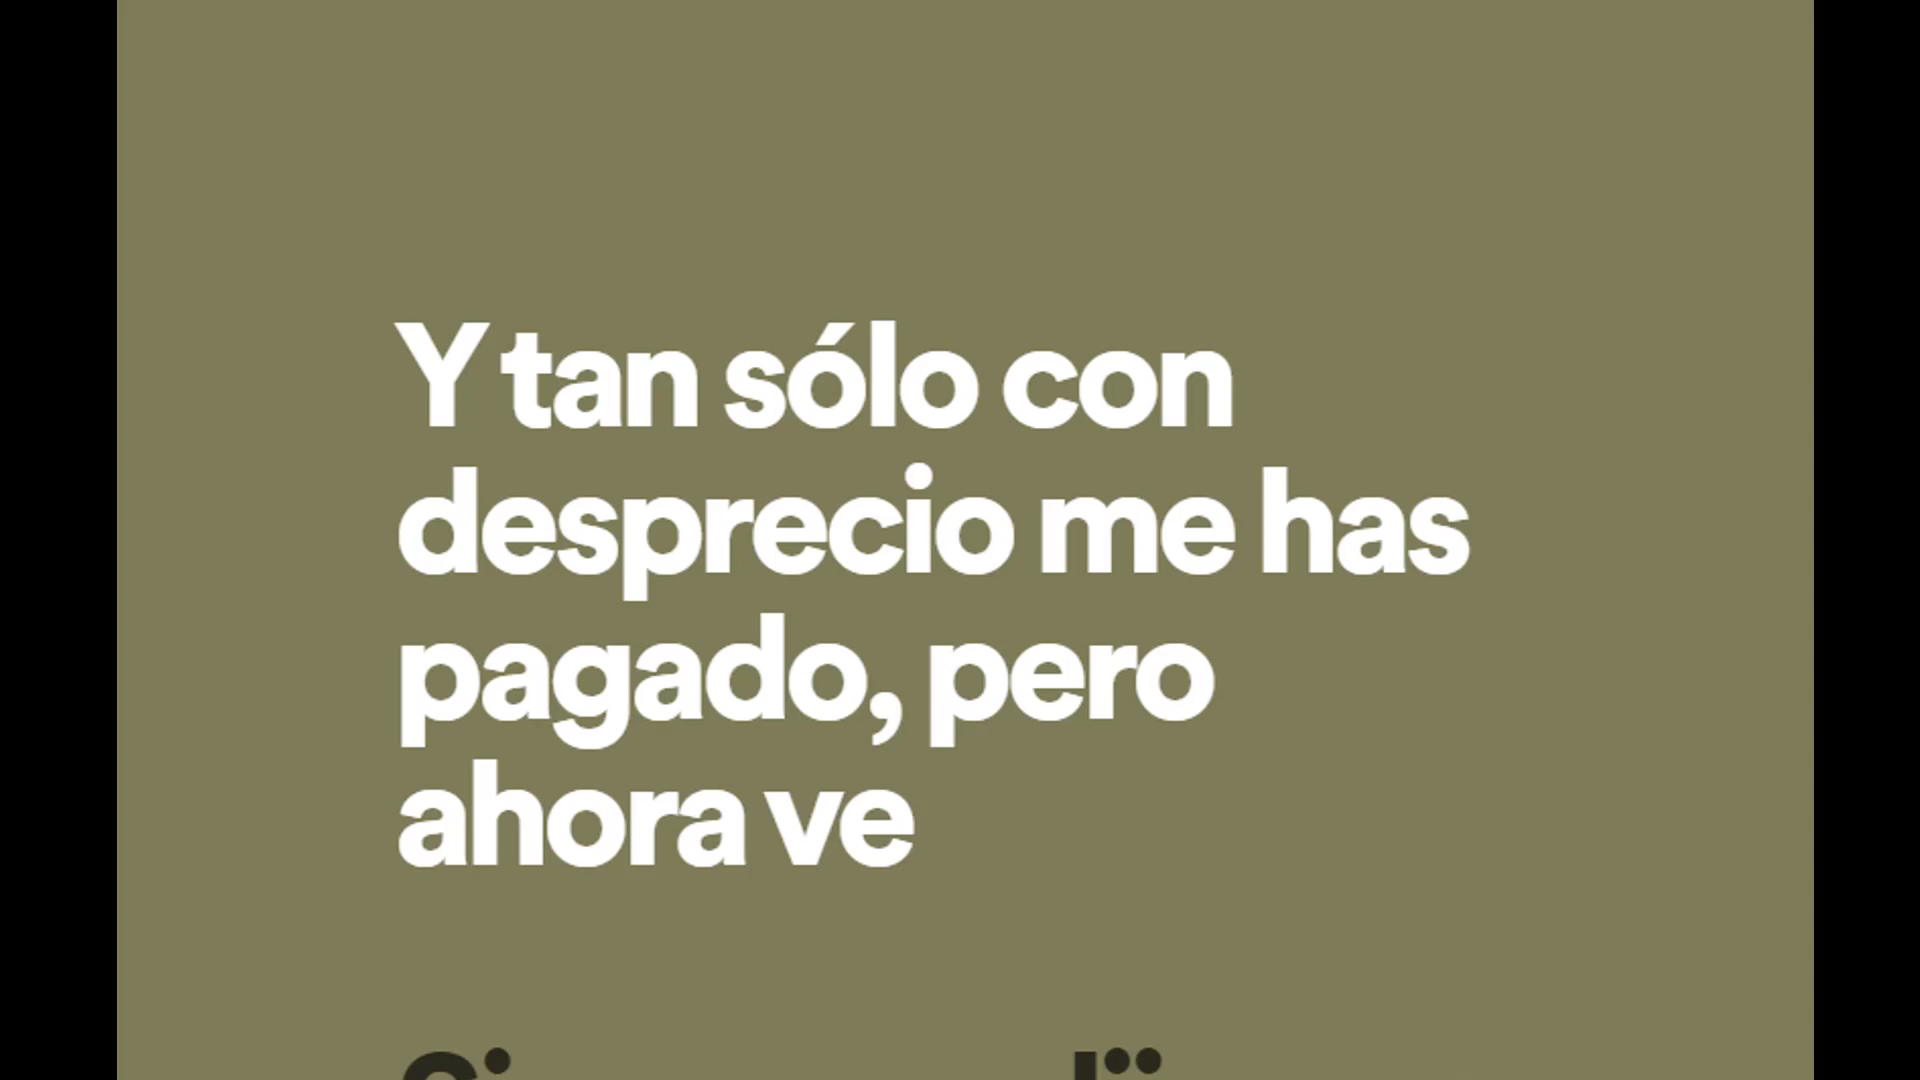 Y tan sólo con
desprecio me has
pagado, pero
ahora ve